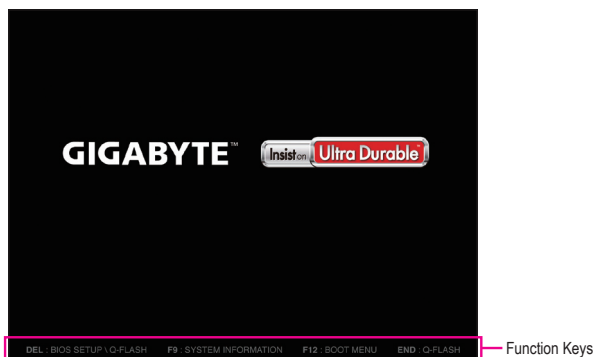 GIGABYTE™ Insist on Ultra Durable™
DEL : BIOS SETUP \ Q-FLASH F9 : SYSTEM INFORMATION F12 : BOOT MENU END : Q-FLASH
Function Keys